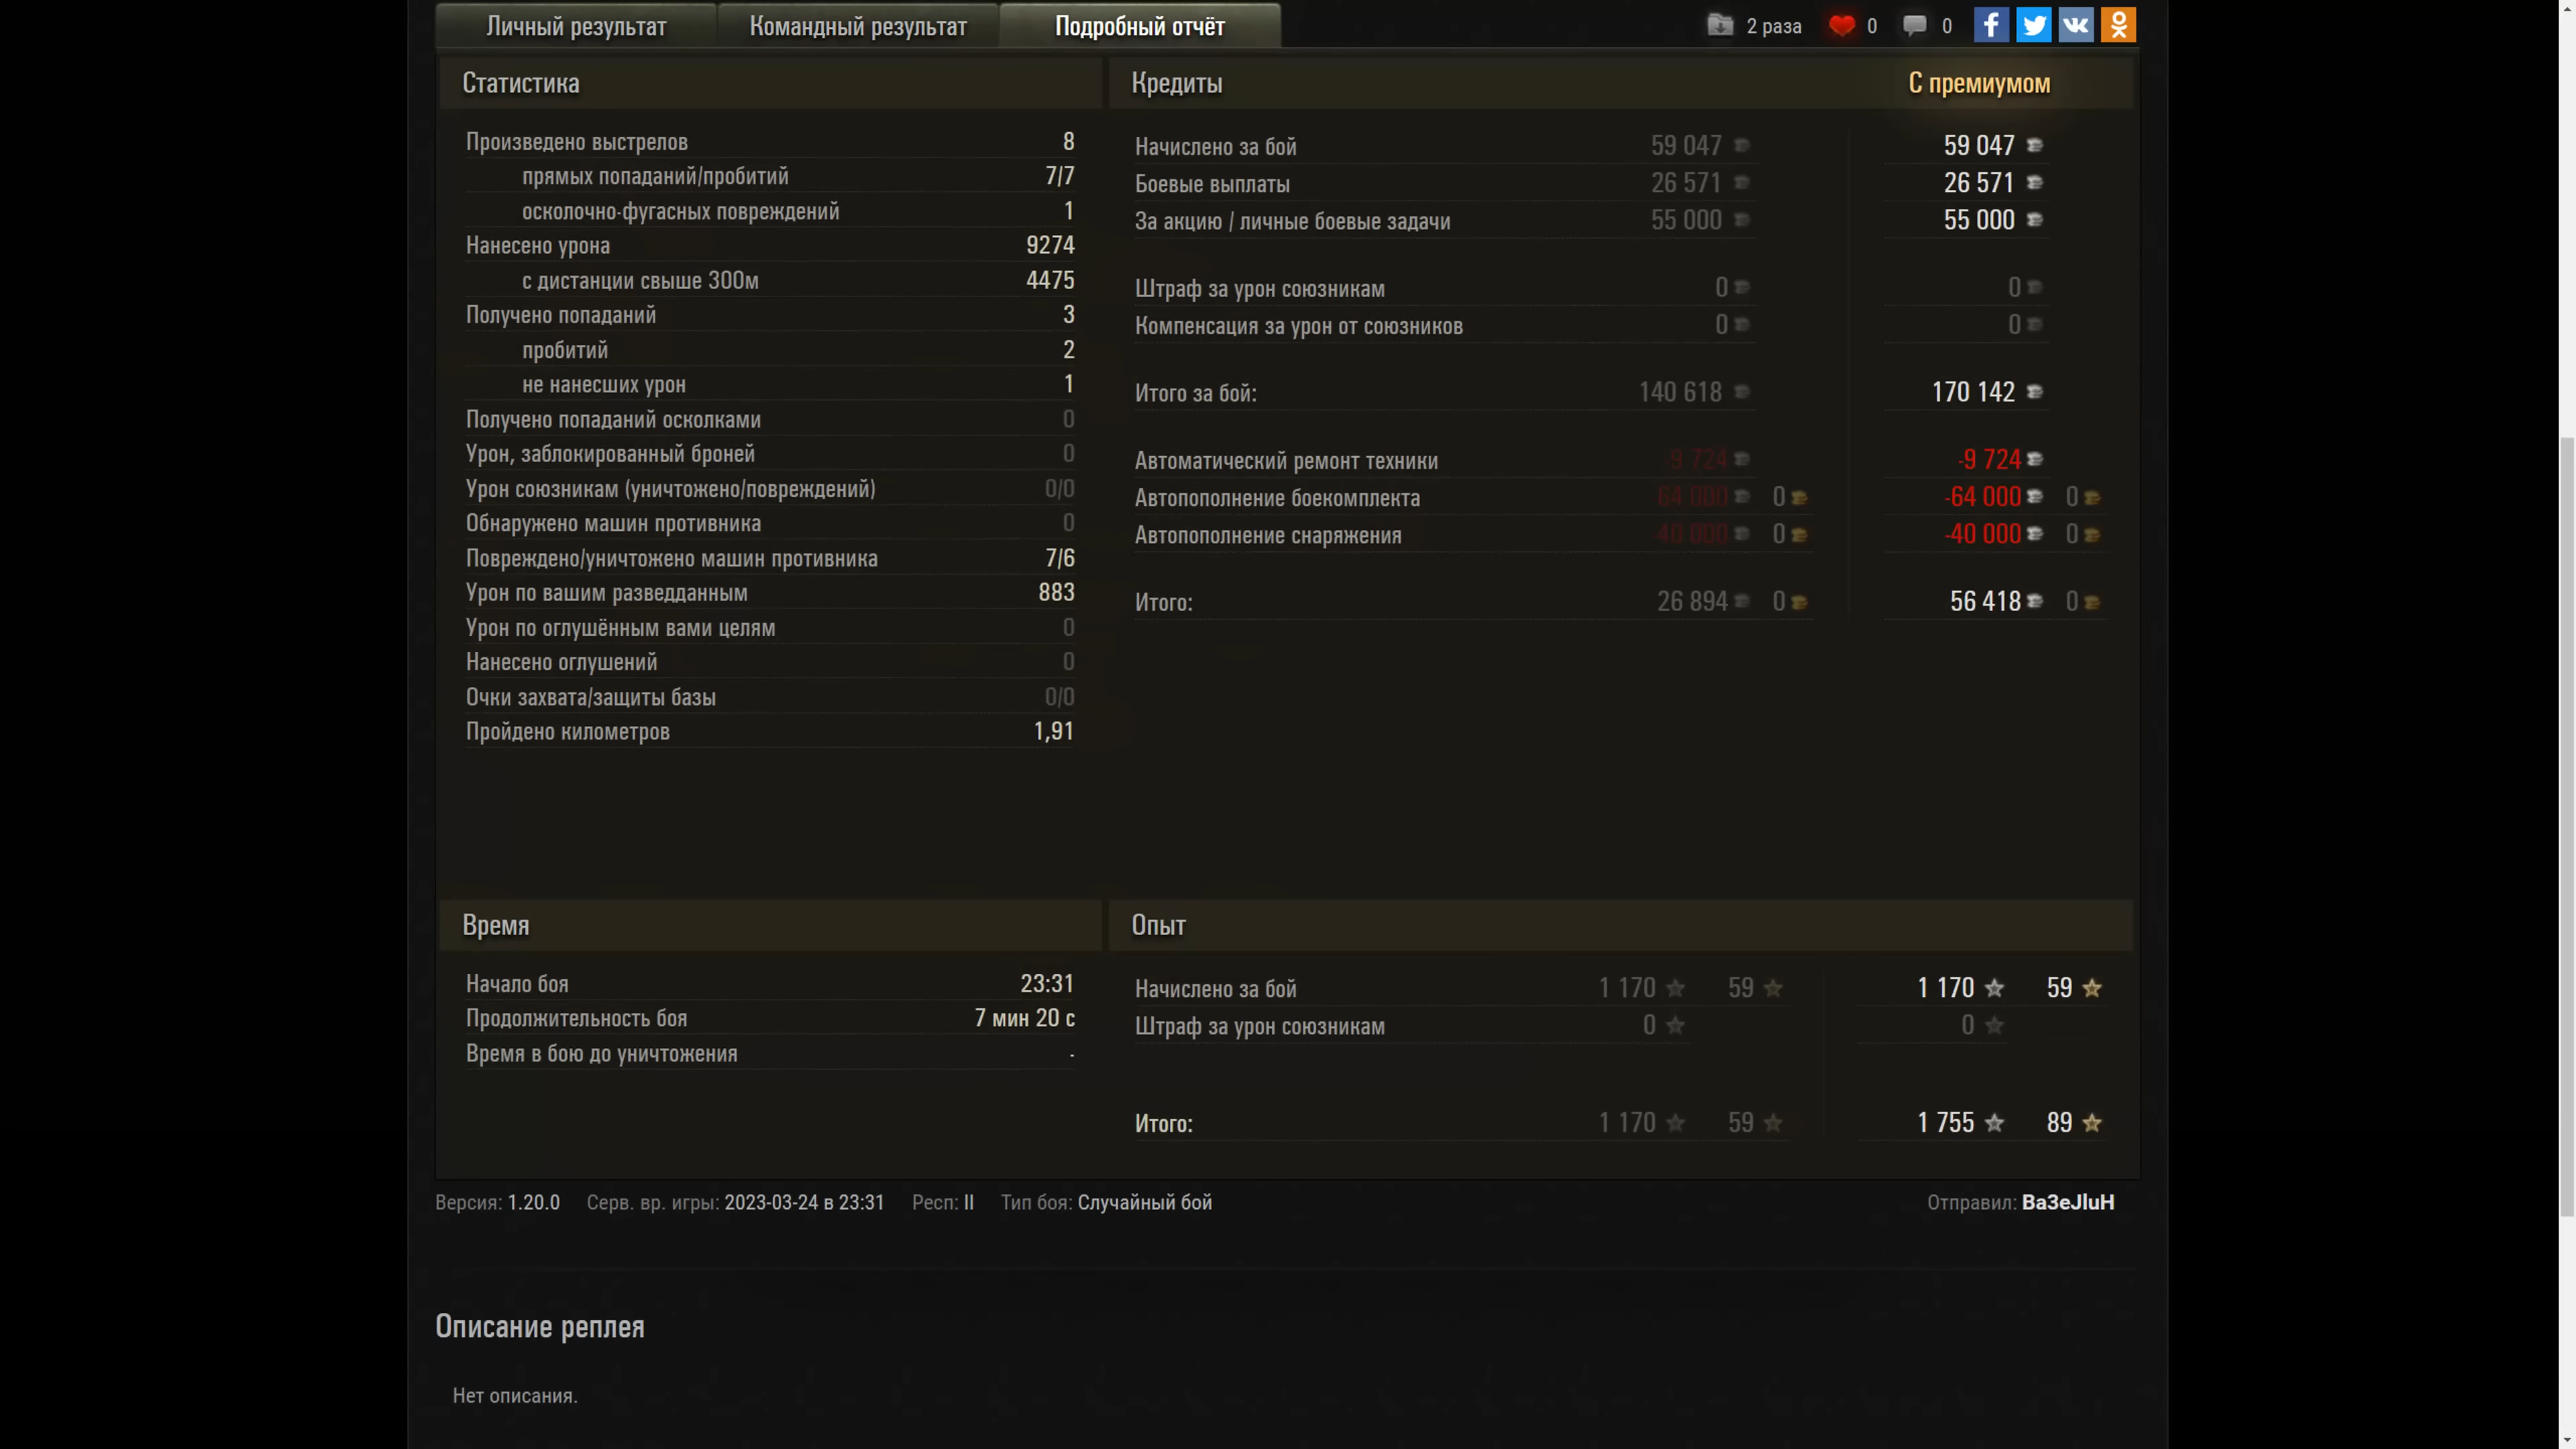 Личный результат Командный результат Подробный отчёт 2 раза 0 0
Статистика
Произведено выстрелов 8
прямых попаданий/пробитий 7/7
осколочно-фугасных повреждений 1
Нанесено урона 9274
с дистанции свыше 300м 4475
Получено попаданий 3
пробитий 2
не нанесших урон 1
Получено попаданий осколками 0
Урон, заблокированный броней 0
Урон союзникам (уничтожено/повреждений) 0/0
Обнаружено машин противника 0
Повреждено/уничтожено машин противника 7/6
Урон по вашим разведданным 883
Урон по оглушённым вами целям 0
Нанесено оглушений 0
Очки захвата/защиты базы 0/0
Пройдено километров 1,91
Кредиты С премиумом
Начислено за бой 59 047 59 047
Боевые выплаты 26 571 26 571
За акцию / личные боевые задачи 55 000 55 000
Штраф за урон союзникам 0 0
Компенсация за урон от союзников 0 0
Итого за бой: 140 618 170 142
Автоматический ремонт техники -9 724 -9 724
Автопополнение боекомплекта -64 000 0 -64 000 0
Автопополнение снаряжения -40 000 0 -40 000 0
Итого: 26 894 0 56 418 0
Время
Начало боя 23:31
Продолжительность боя 7 мин 20 с
Время в бою до уничтожения -
Опыт
Начислено за бой 1 170 59 1 170 59
Штраф за урон союзникам 0 0
Итого: 1 170 59 1 755 89
Версия: 1.20.0 Серв. вр. игры: 2023-03-24 в 23:31 Респ: II Тип боя: Случайный бой Отправил: Ba3eJluH
Описание реплея
Нет описания.